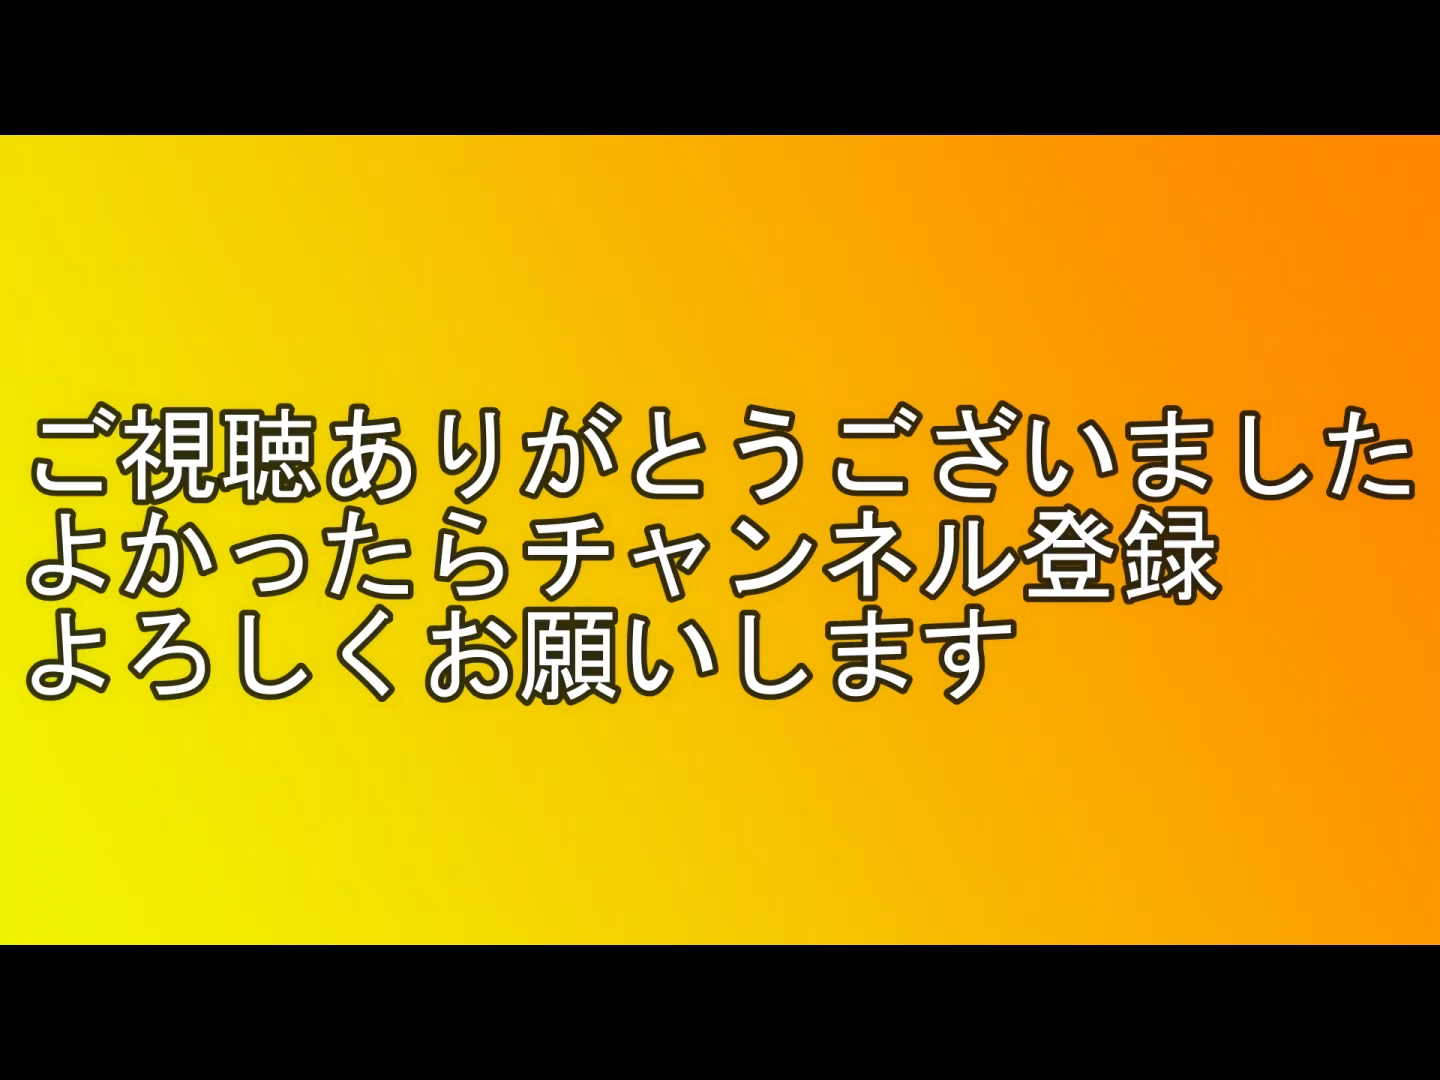 ご視聴ありがとうございました
よかったらチャンネル登録
よろしくお願いします